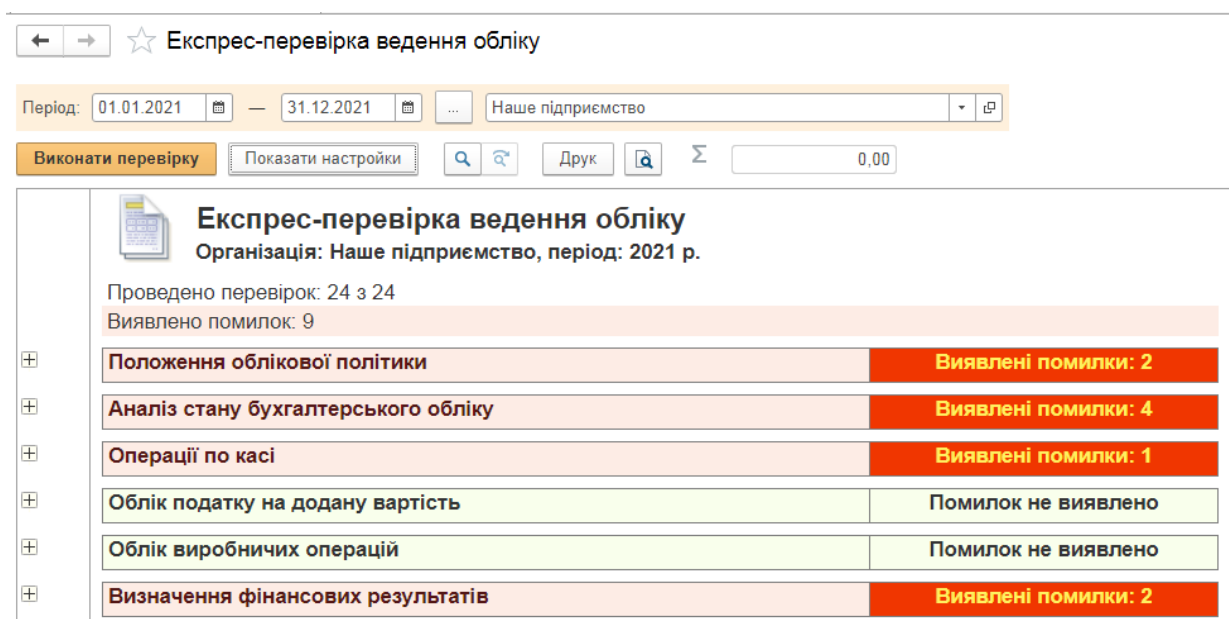 Експрес-перевірка ведення обліку
Період: 01.01.2021 — 31.12.2021 ... Наше підприємство
Виконати перевірку Показати настройки Друк Σ 0,00
Експрес-перевірка ведення обліку
Організація: Наше підприємство, період: 2021 р.
Проведено перевірок: 24 з 24
Виявлено помилок: 9
Положення облікової політики Виявлені помилки: 2
Аналіз стану бухгалтерського обліку Виявлені помилки: 4
Операції по касі Виявлені помилки: 1
Облік податку на додану вартість Помилок не виявлено
Облік виробничих операцій Помилок не виявлено
Визначення фінансових результатів Виявлені помилки: 2